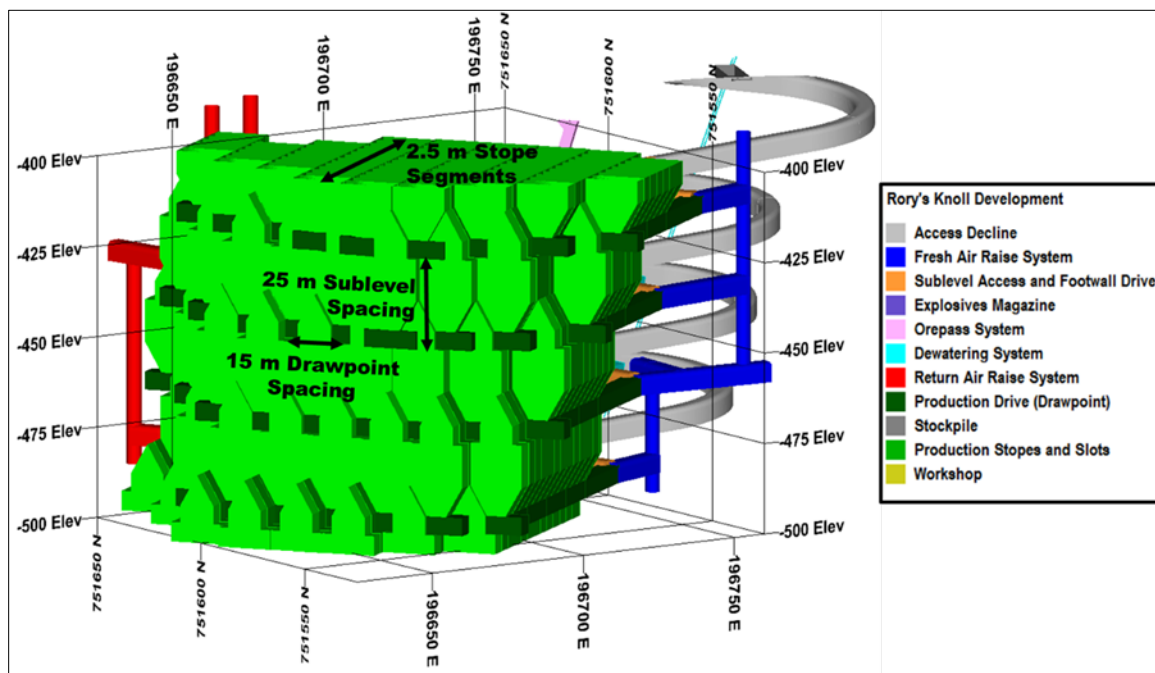 196650 E
196700 E
196750 E
751650 N
751600 N
751550 N
-400 Elev
-425 Elev
-450 Elev
-475 Elev
-500 Elev
2.5 m Stope
Segments
25 m Sublevel
Spacing
15 m Drawpoint
Spacing
-400 Elev
-425 Elev
-450 Elev
-475 Elev
-500 Elev
751650 N
751600 N
751550 N
196650 E
196700 E
196750 E
Rory's Knoll Development
Access Decline
Fresh Air Raise System
Sublevel Access and Footwall Drive
Explosives Magazine
Orepass System
Dewatering System
Return Air Raise System
Production Drive (Drawpoint)
Stockpile
Production Stopes and Slots
Workshop